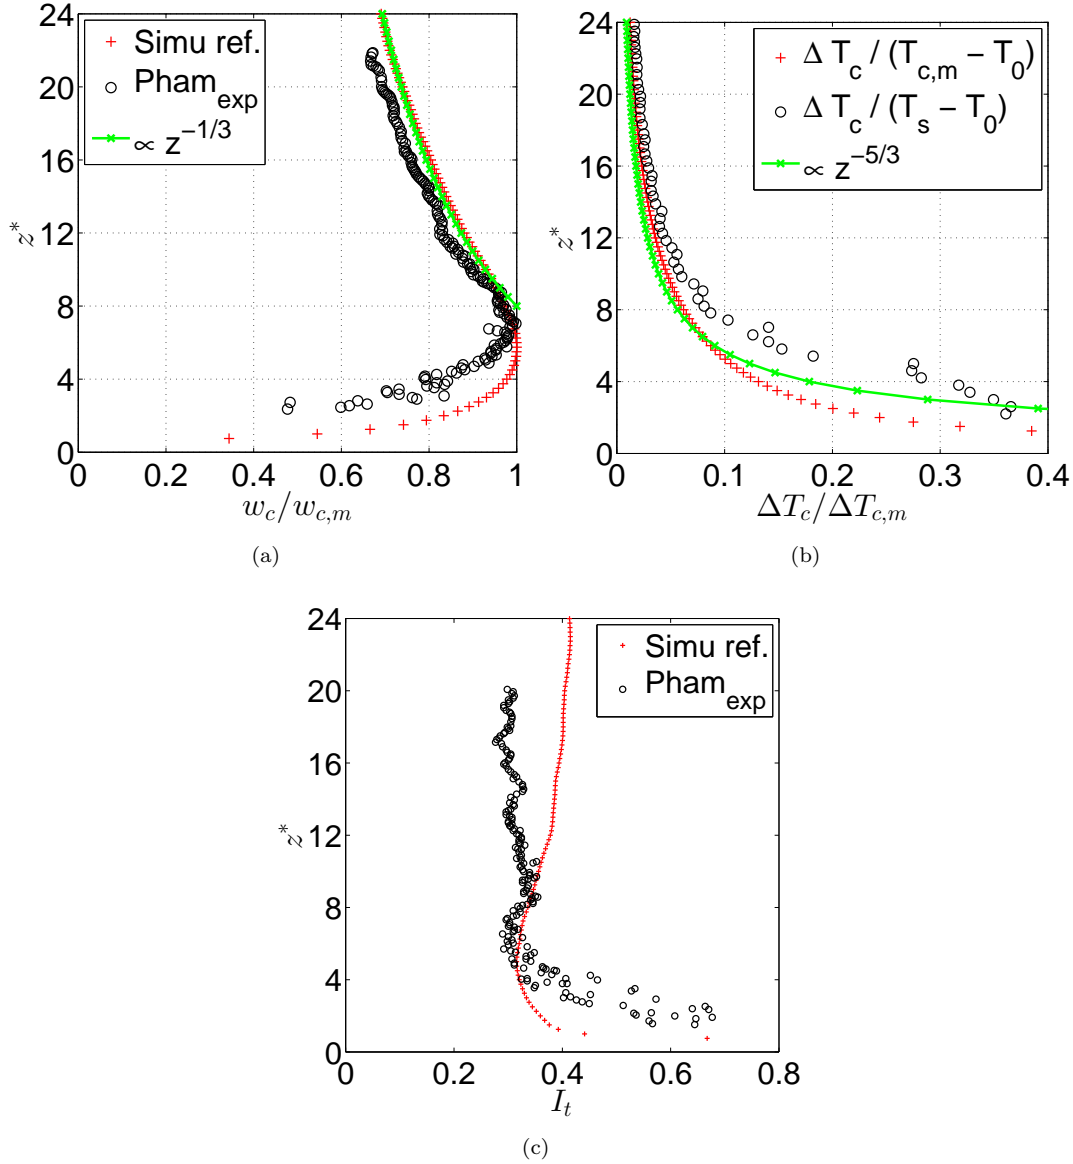 24
20
16
12
8
4
0
z*
Simu ref.
Pham_exp
∝ z^{-1/3}
0 0.2 0.4 0.6 0.8 1
w_c/w_{c,m}
(a)
24
20
16
12
8
4
0
z*
Δ T_c / (T_{c,m} − T_0)
Δ T_c / (T_s − T_0)
∝ z^{-5/3}
0 0.1 0.2 0.3 0.4
ΔT_c/ΔT_{c,m}
(b)
24
20
16
12
8
4
0
z*
Simu ref.
Pham_exp
0 0.2 0.4 0.6 0.8
I_t
(c)